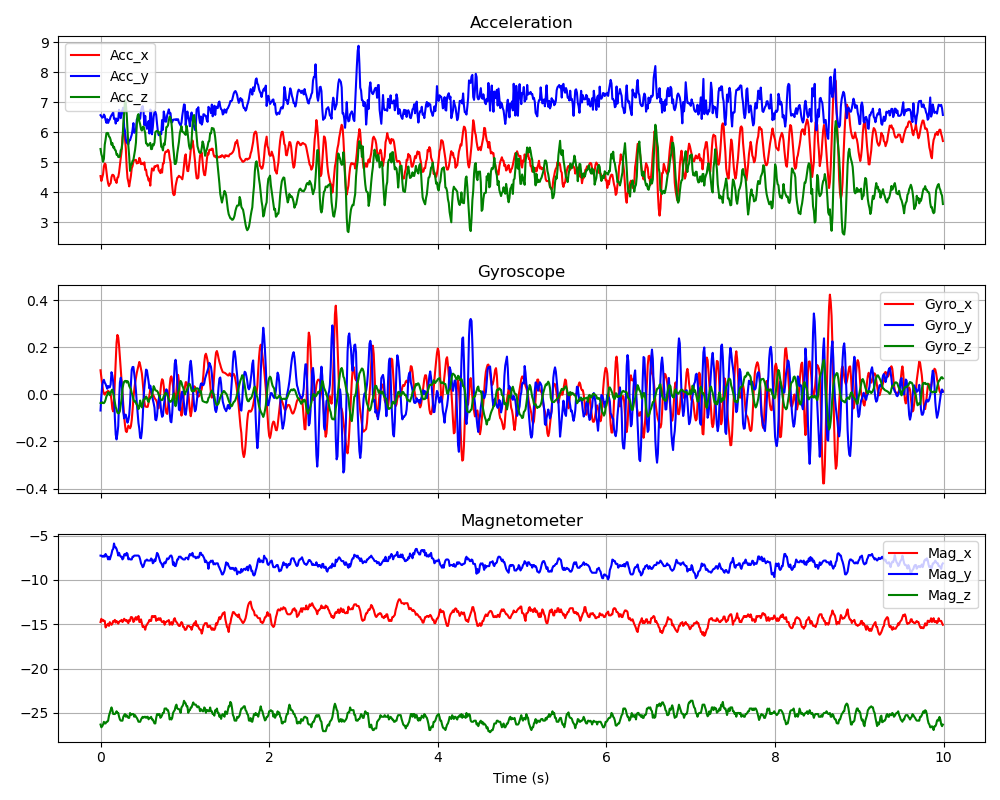 Acceleration
9
8
7
6
5
4
3
Acc_x
Acc_y
Acc_z
Gyroscope
0.4
0.2
0.0
−0.2
−0.4
Gyro_x
Gyro_y
Gyro_z
Magnetometer
−5
−10
−15
−20
−25
Mag_x
Mag_y
Mag_z
0 2 4 6 8 10
Time (s)